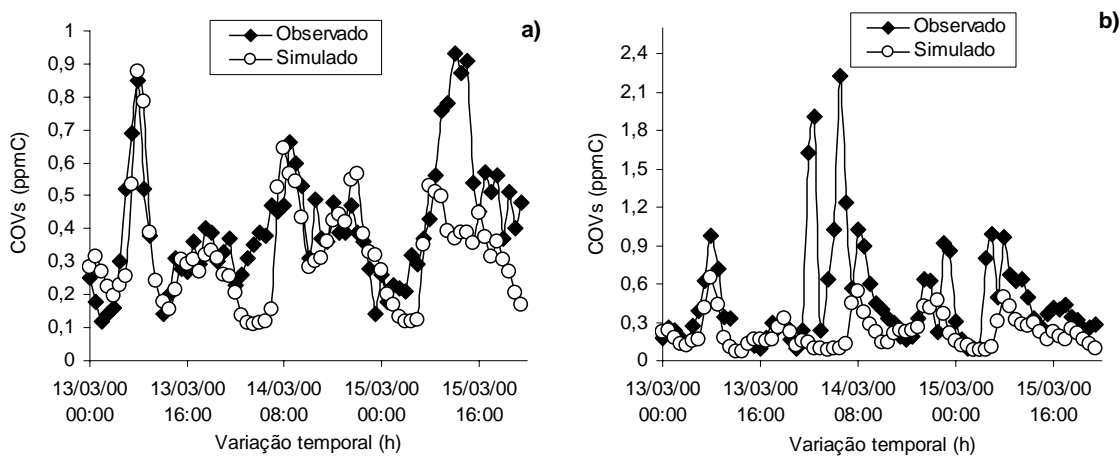 a)
Observado
Simulado
COVs (ppmC)
1
0,9
0,8
0,7
0,6
0,5
0,4
0,3
0,2
0,1
0
13/03/00 13/03/00 14/03/00 15/03/00 15/03/00
00:00 16:00 08:00 00:00 16:00
Variação temporal (h)
b)
Observado
Simulado
COVs (ppmC)
2,4
2,1
1,8
1,5
1,2
0,9
0,6
0,3
0
13/03/00 13/03/00 14/03/00 15/03/00 15/03/00
00:00 16:00 08:00 00:00 16:00
Variação temporal (h)